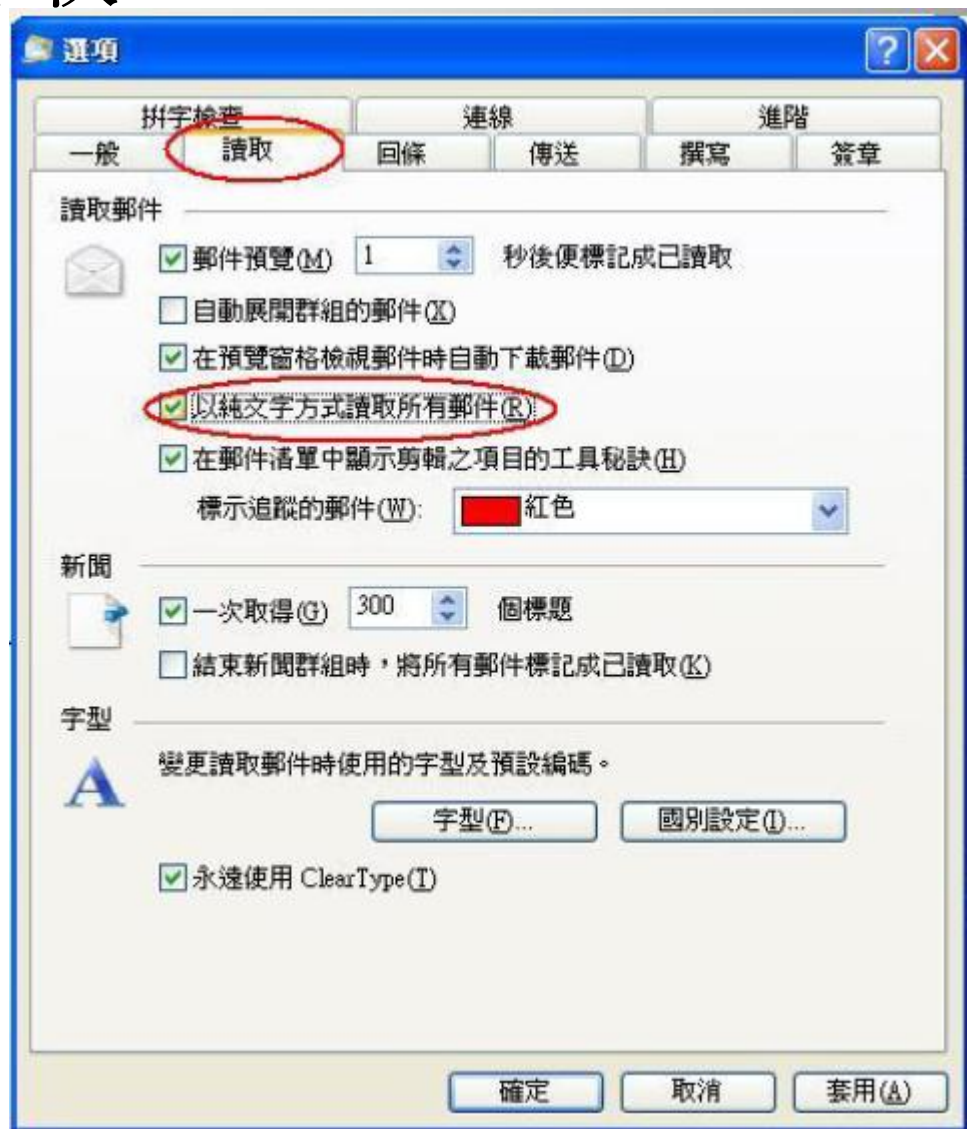 選項
拼字檢查 連線 進階
一般 讀取 回條 傳送 撰寫 簽章
讀取郵件
郵件預覽(M) 1 秒後便標記成已讀取
自動展開群組的郵件(X)
在預覽窗格檢視郵件時自動下載郵件(D)
以純文字方式讀取所有郵件(R)
在郵件清單中顯示剪輯之項目的工具秘訣(H)
標示追蹤的郵件(W): 紅色
新聞
一次取得(G) 300 個標題
結束新聞群組時，將所有郵件標記成已讀取(K)
字型
變更讀取郵件時使用的字型及預設編碼。
字型(F)... 國別設定(I)...
永遠使用 ClearType(T)
確定 取消 套用(A)